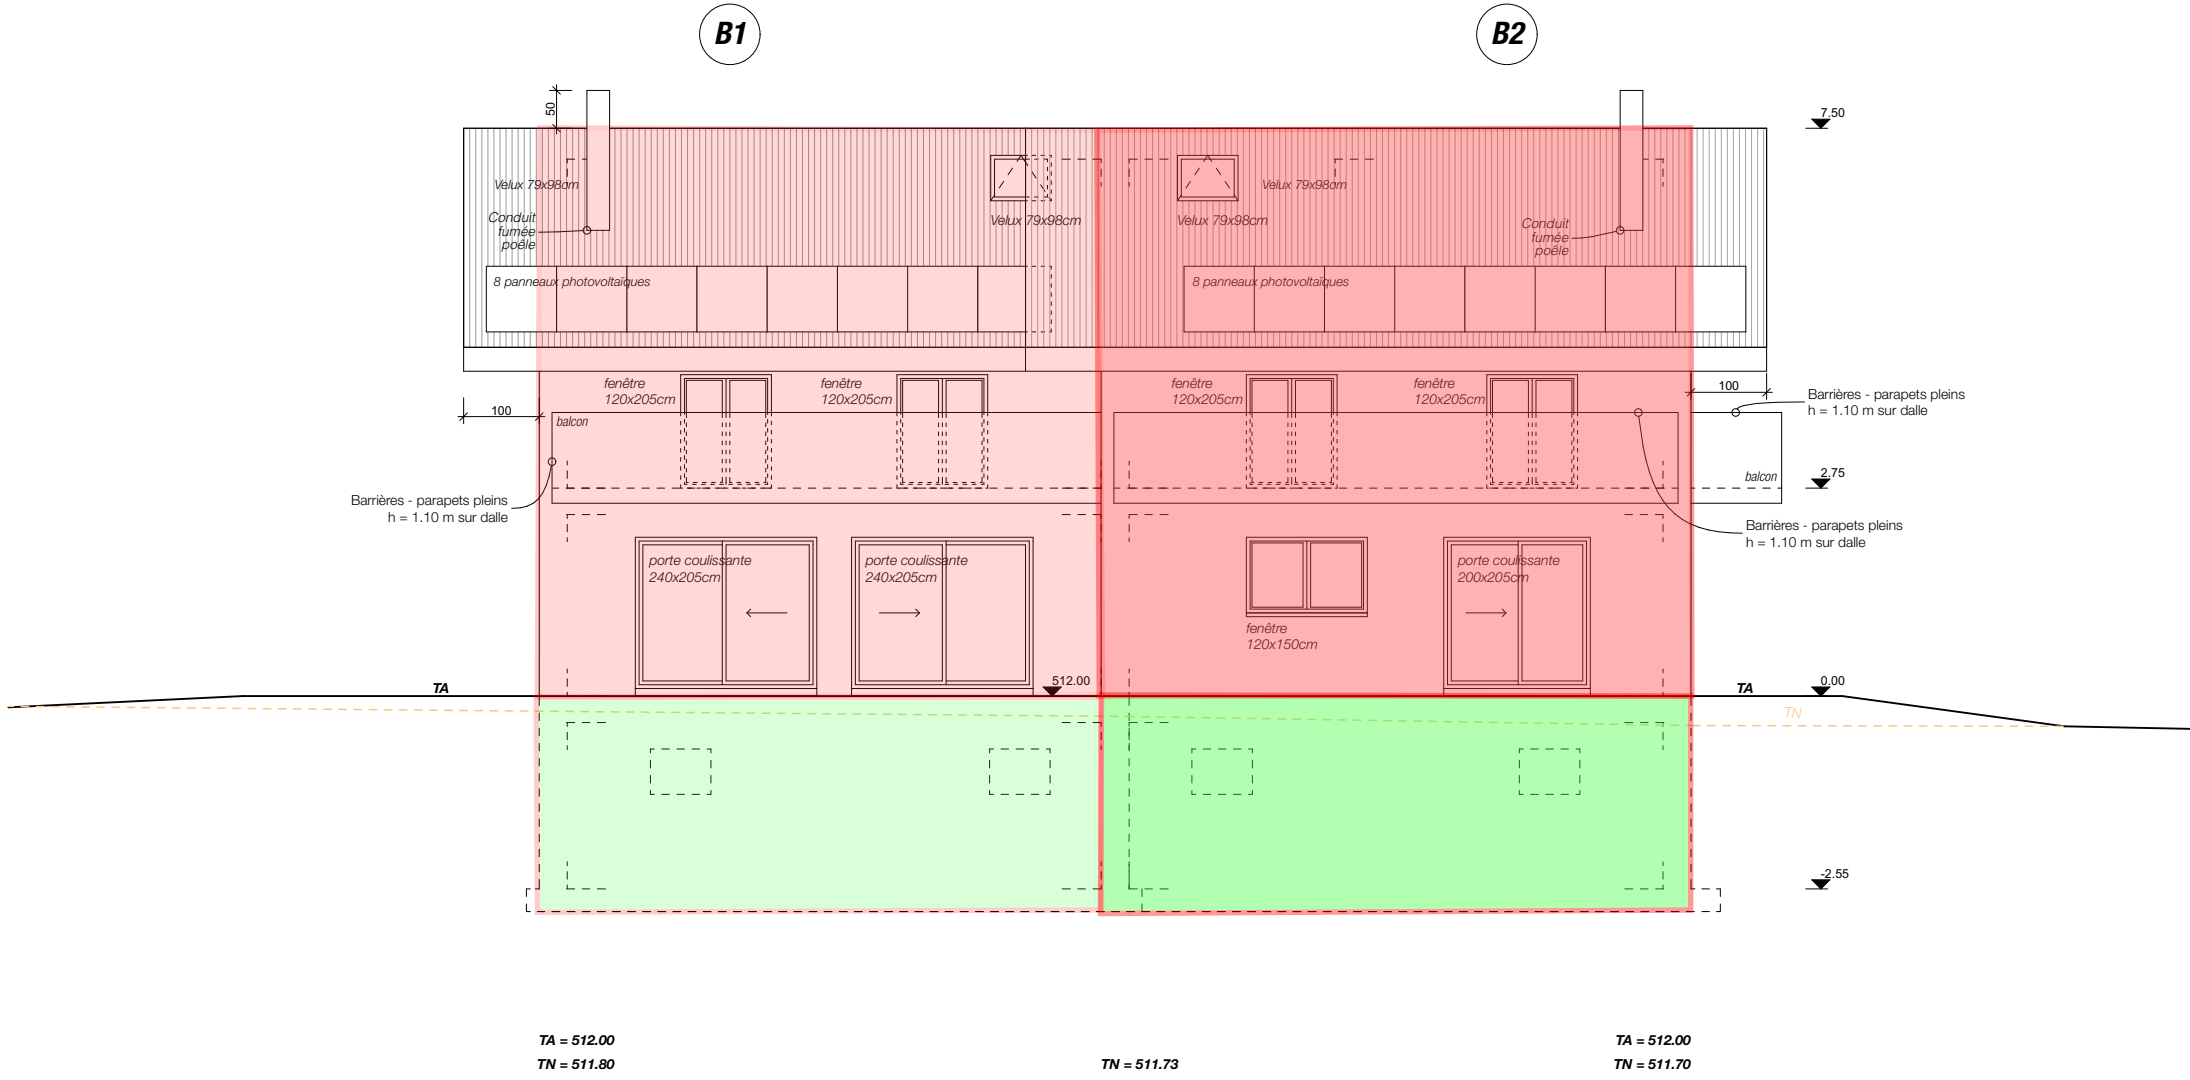 B1
B2
50
7.50
Velux 79x98cm
Velux 79x98cm
Conduit
fumée
poêle
Velux 79x98cm
Velux 79x98cm
Conduit
fumée
poêle
8 panneaux photovoltaïques
8 panneaux photovoltaïques
fenêtre
120x205cm
fenêtre
120x205cm
fenêtre
120x205cm
fenêtre
120x205cm
100
100
Barrières - parapets pleins
h = 1.10 m sur dalle
balcon
balcon
2.75
Barrières - parapets pleins
h = 1.10 m sur dalle
Barrières - parapets pleins
h = 1.10 m sur dalle
porte coulissante
240x205cm
porte coulissante
240x205cm
porte coulissante
200x205cm
fenêtre
120x150cm
TA
512.00
TA
0.00
TN
-2.55
TA = 512.00
TN = 511.80
TN = 511.73
TA = 512.00
TN = 511.70